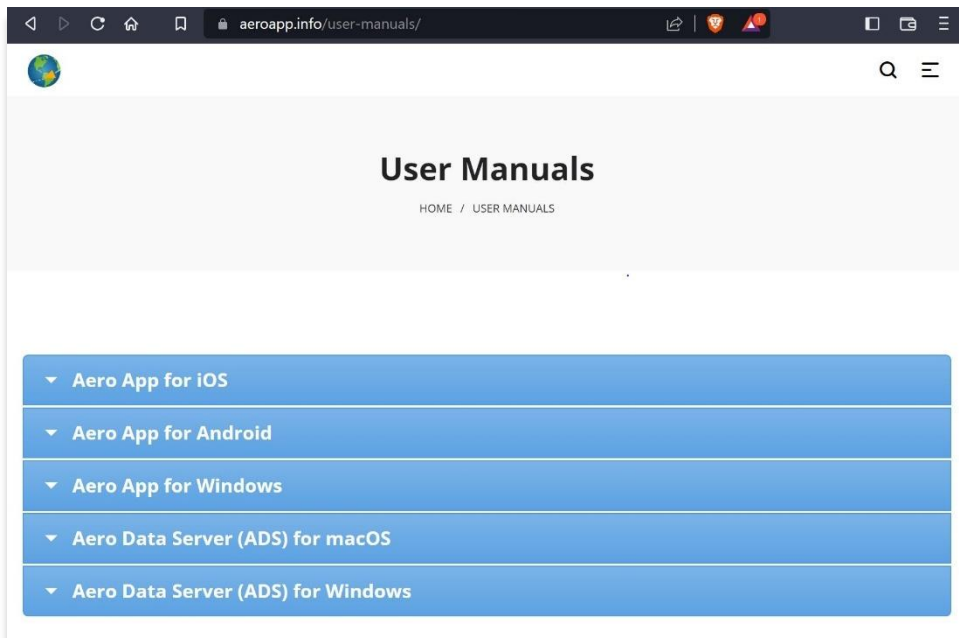 aeroapp.info/user-manuals/
1
User Manuals
HOME / USER MANUALS
Aero App for iOS
Aero App for Android
Aero App for Windows
Aero Data Server (ADS) for macOS
Aero Data Server (ADS) for Windows